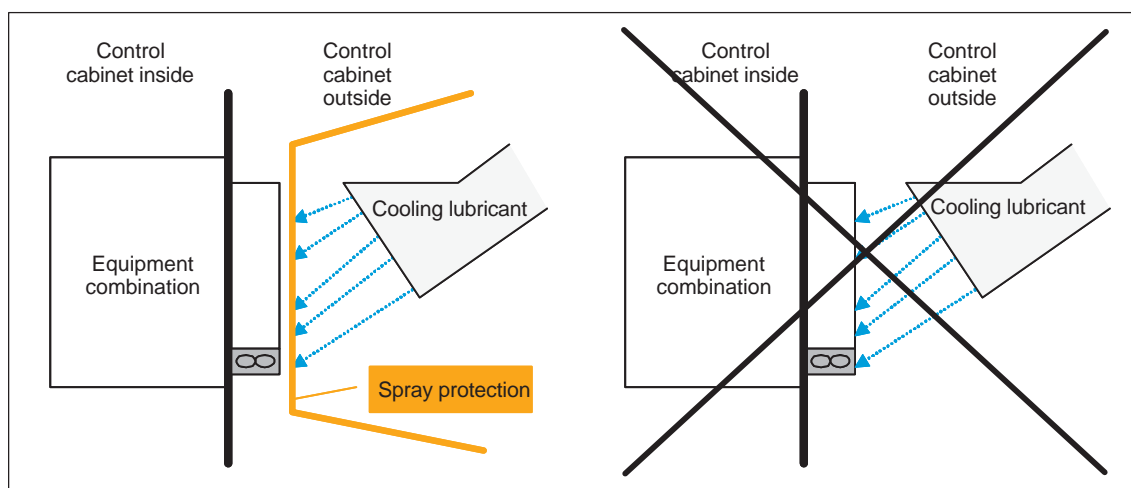 Control
cabinet inside
Control
cabinet
outside
Cooling lubricant
Equipment
combination
Spray protection
Control
cabinet inside
Control
cabinet
outside
Cooling lubricant
Equipment
combination